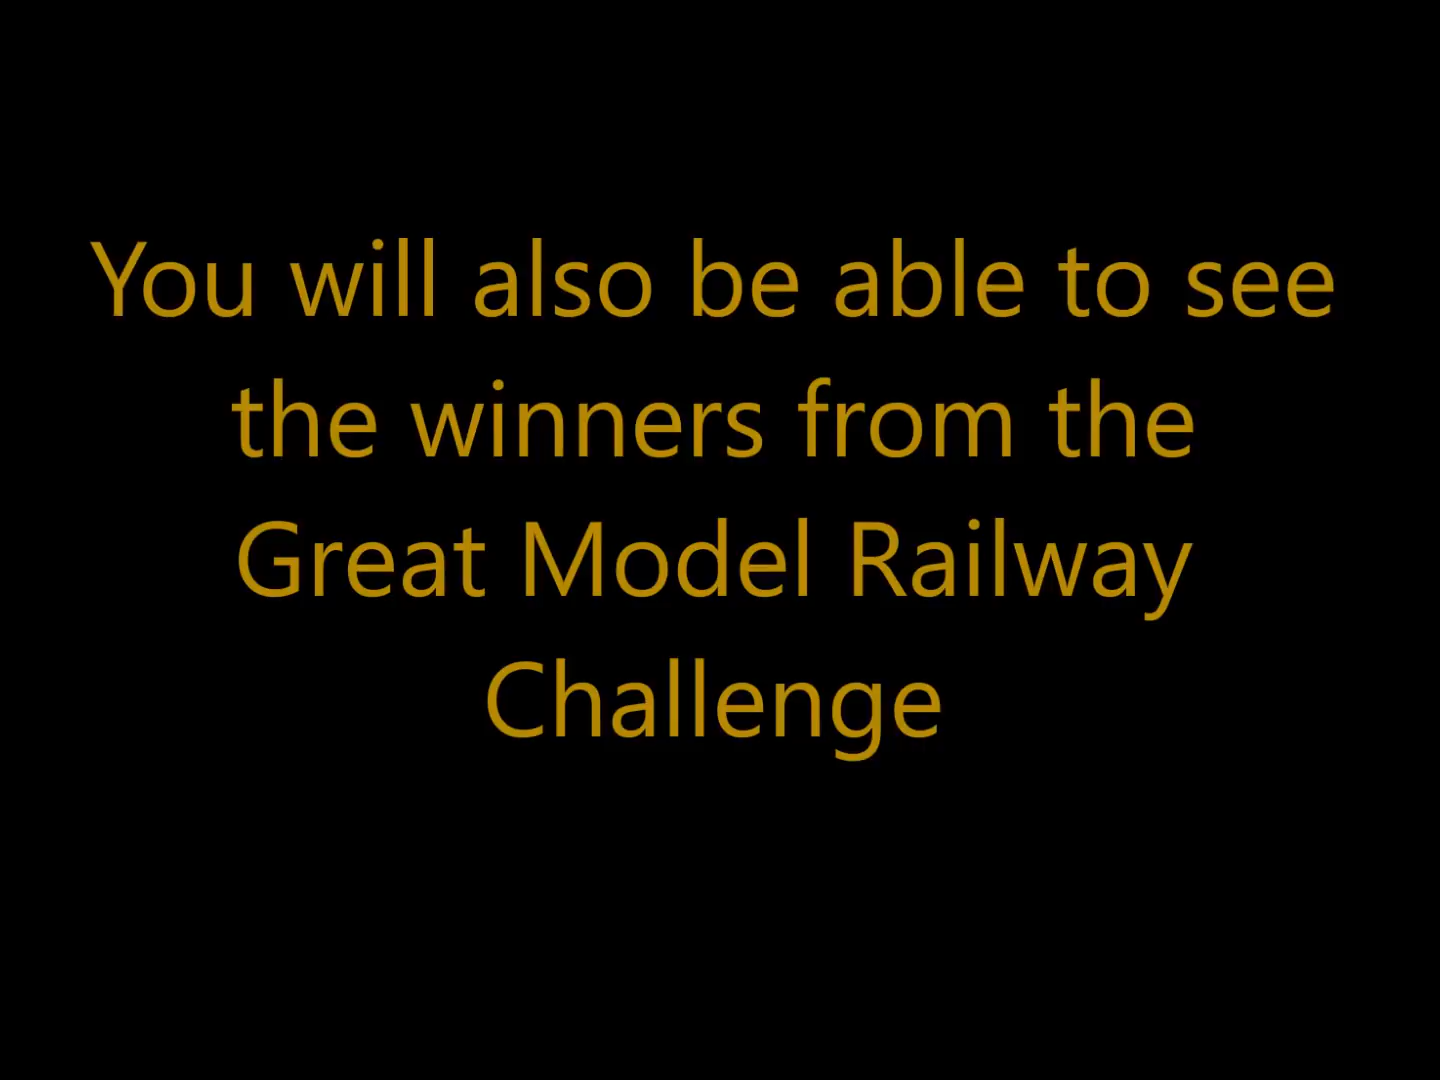 You will also be able to see
the winners from the
Great Model Railway
Challenge